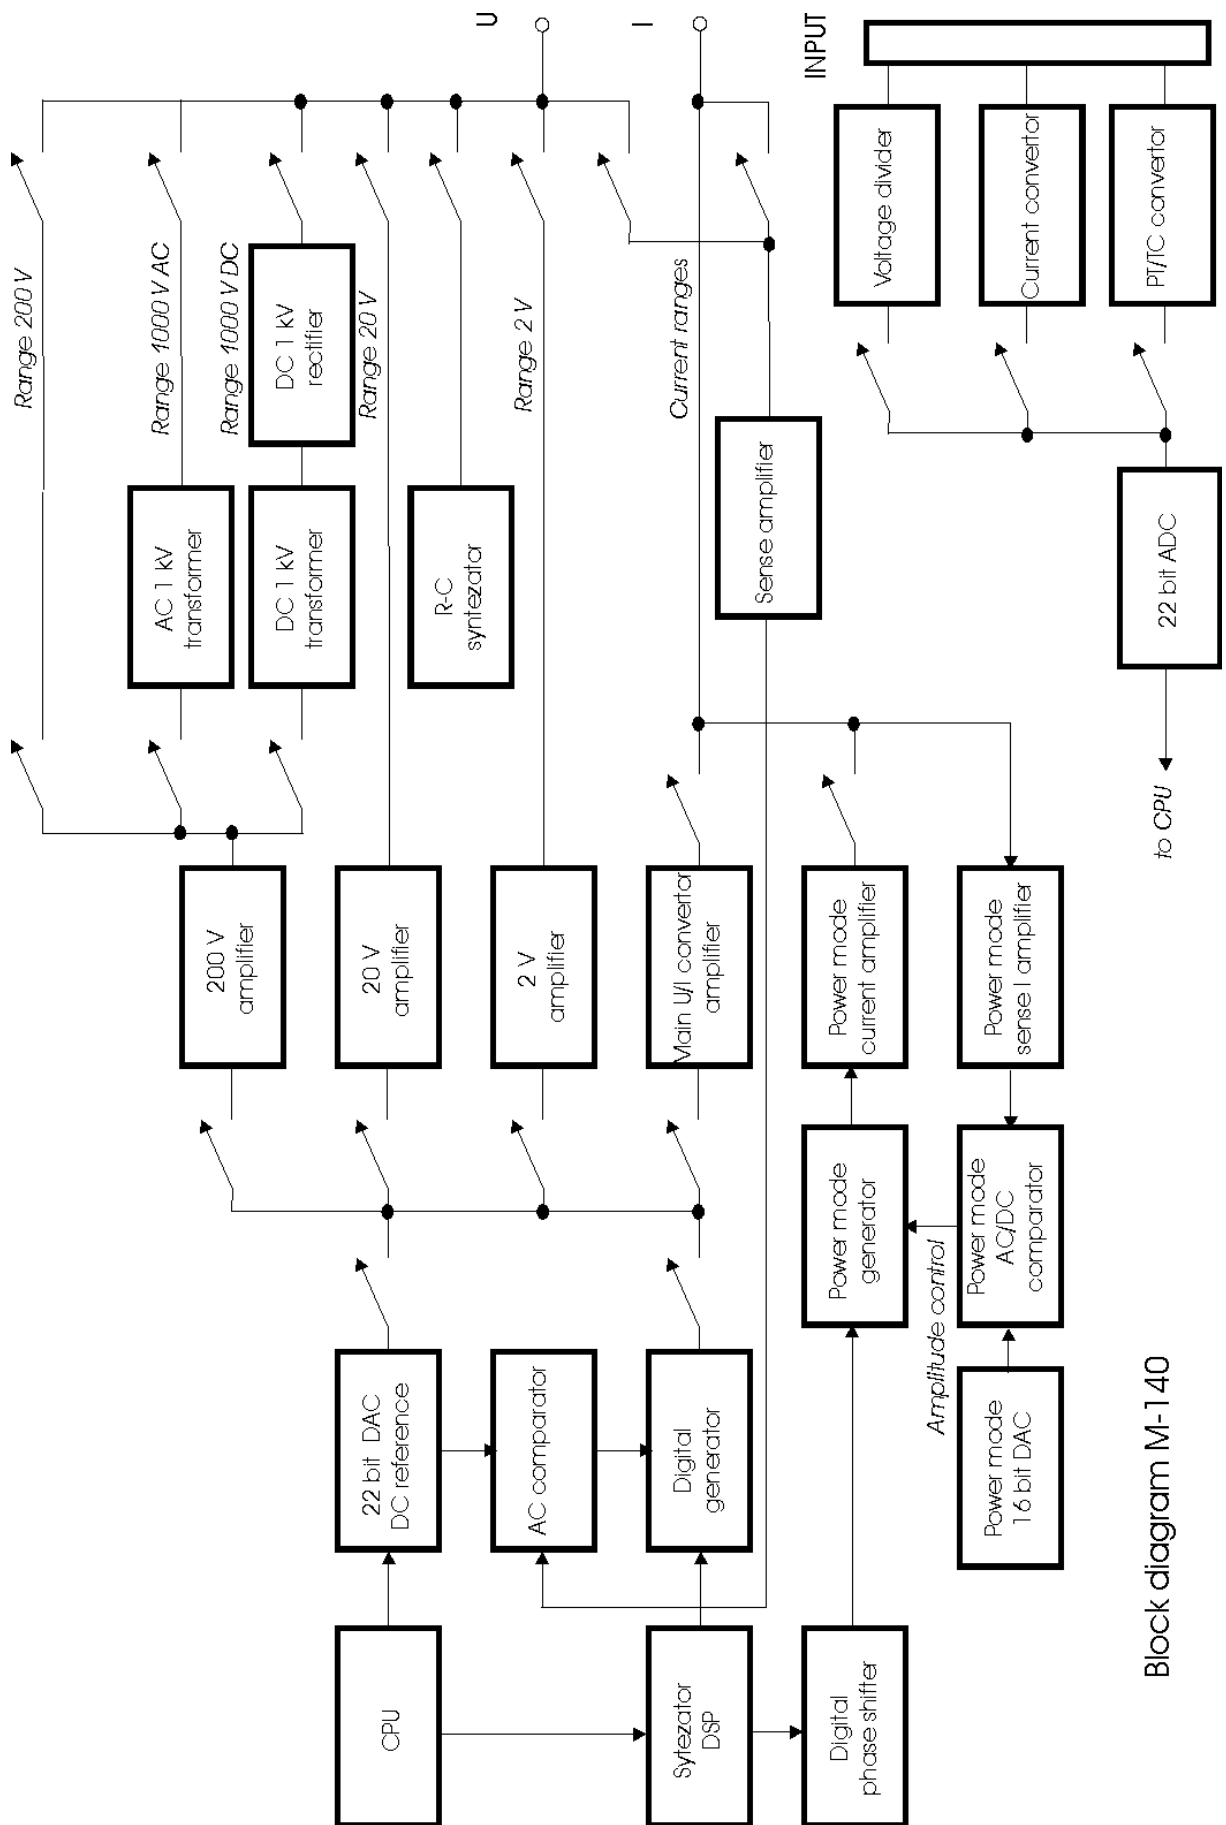 U
I
INPUT
Range 200 V
Range 1000 V AC
Range 1000 V DC
DC 1 kV
rectifier
Range 20 V
Range 2 V
Current ranges
Voltage divider
Current convertor
PT/TC convertor
AC 1 kV
transformer
DC 1 kV
transformer
R-C
syntezator
Sense amplifier
22 bit ADC
to CPU
200 V
amplifier
20 V
amplifier
2 V
amplifier
Main U/I convertor
amplifier
Power mode
current amplifier
Power mode
sense I amplifier
Power mode
generator
Power mode
AC/DC
comparator
Amplitude control
22 bit DAC
DC reference
AC comparator
Digital
generator
Power mode
16 bit DAC
CPU
Sytezator
DSP
Digital
phase shifter
Block diagram M-140